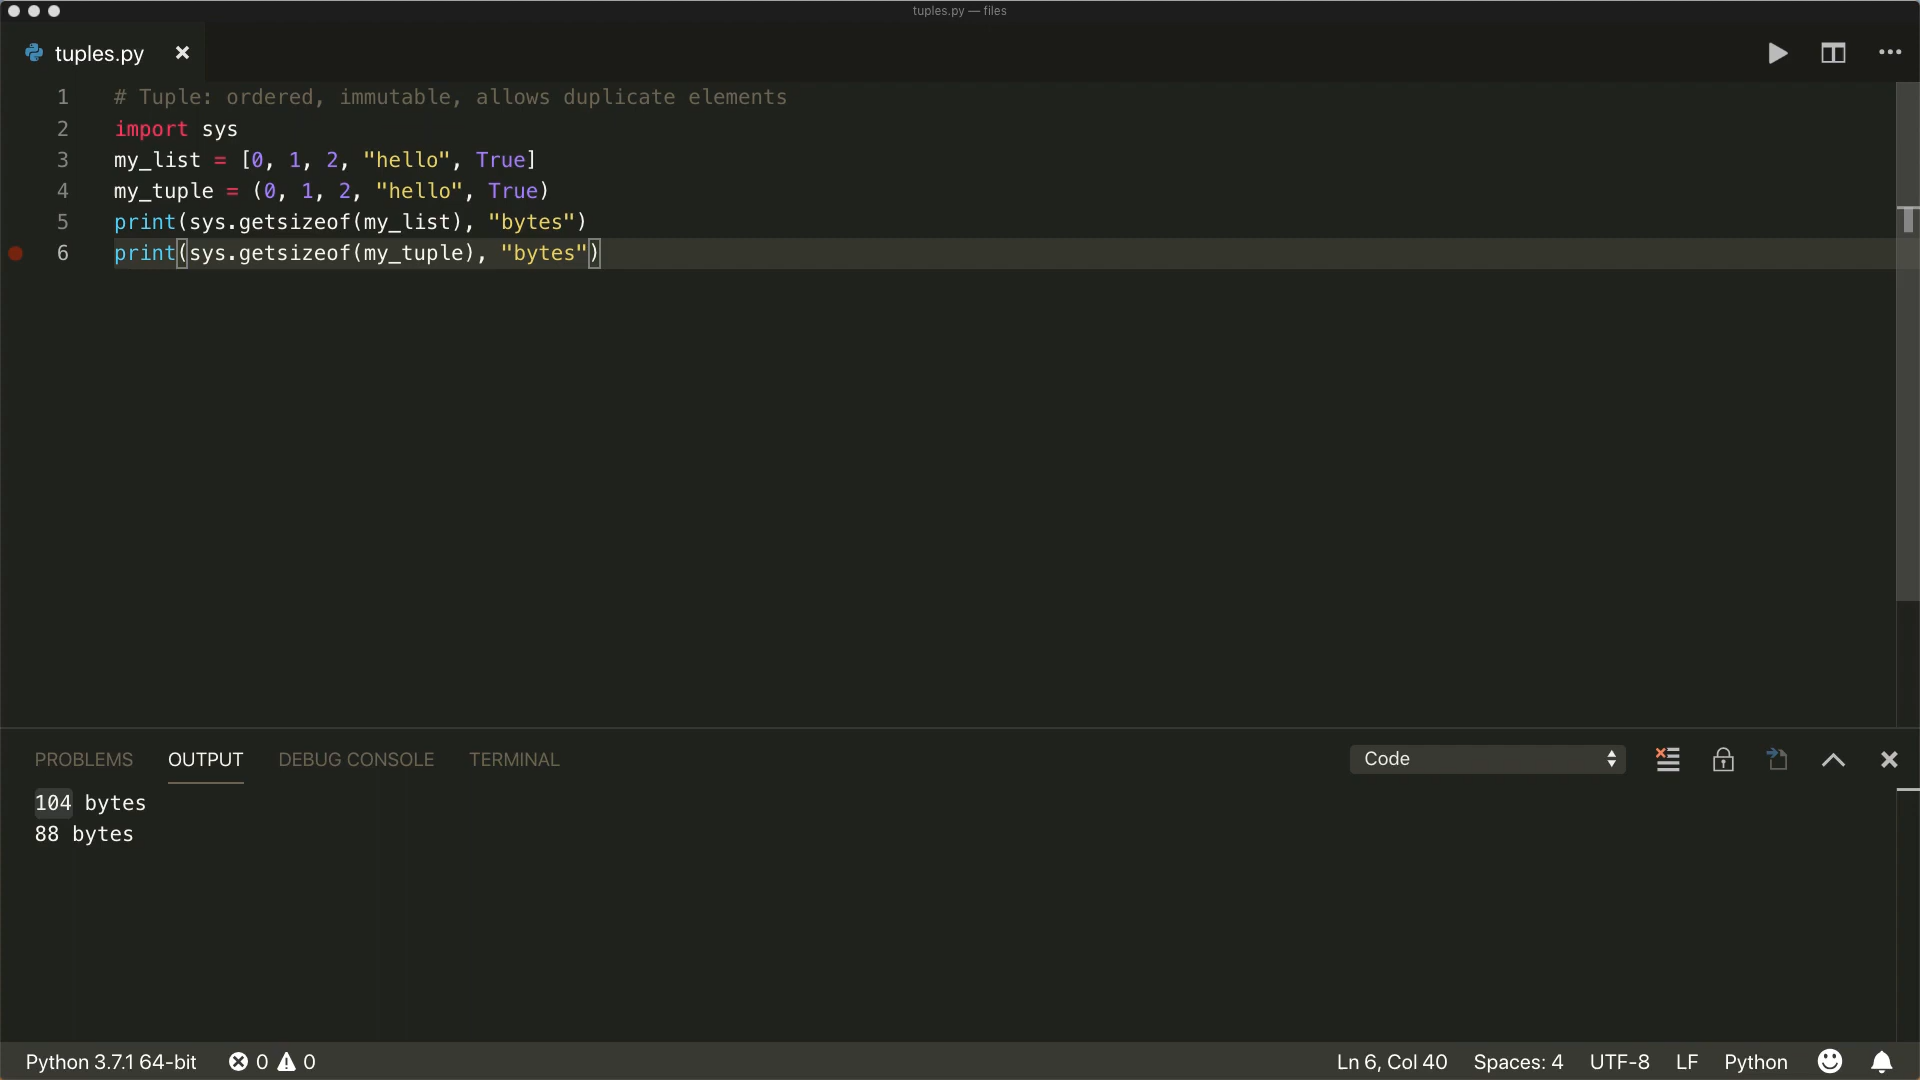 tuples.py — files
tuples.py
1 # Tuple: ordered, immutable, allows duplicate elements
2 import sys
3 my_list = [0, 1, 2, "hello", True]
4 my_tuple = (0, 1, 2, "hello", True)
5 print(sys.getsizeof(my_list), "bytes")
6 print(sys.getsizeof(my_tuple), "bytes")
PROBLEMS OUTPUT DEBUG CONSOLE TERMINAL Code
104 bytes
88 bytes
Python 3.7.1 64-bit 0 0 Ln 6, Col 40 Spaces: 4 UTF-8 LF Python